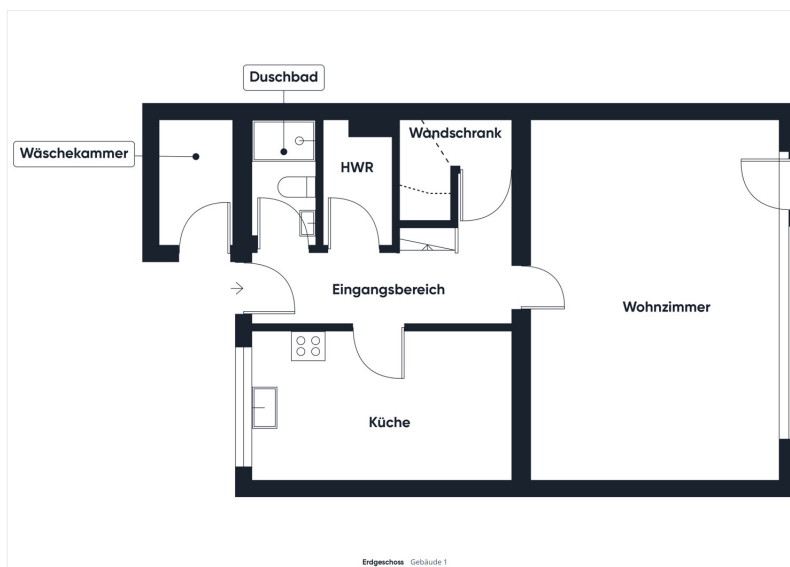 Duschbad
Wandschrank
Wäschekammer
HWR
Eingangsbereich
Wohnzimmer
Küche
Erdgeschoss Gebäude 1